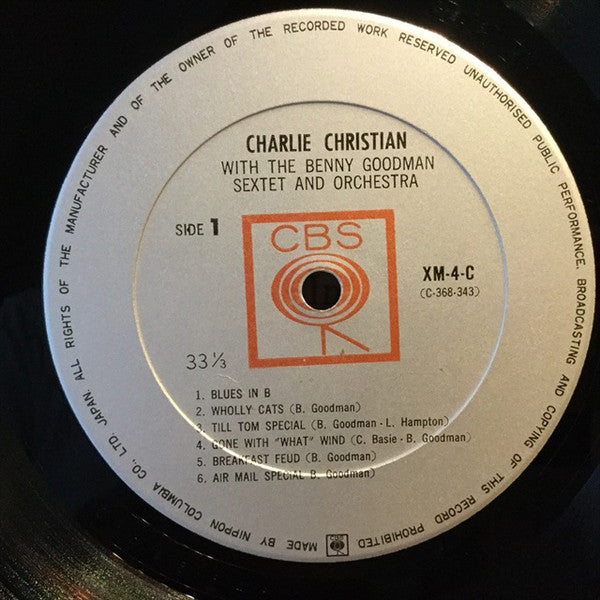 ALL RIGHTS OF THE MANUFACTURER AND OF THE OWNER OF THE RECORDED WORK RESERVED UNAUTHORISED PUBLIC PERFORMANCE, BROADCASTING AND COPYING OF THIS RECORD PROHIBITED
MADE BY NIPPON COLUMBIA CO., LTD. JAPAN.
CHARLIE CHRISTIAN
WITH THE BENNY GOODMAN
SEXTET AND ORCHESTRA
SIDE 1
CBS
XM-4-C
(C-368-343)
33 1/3
1. BLUES IN B
2. WHOLLY CATS (B. Goodman)
3. TILL TOM SPECIAL (B. Goodman - L. Hampton)
4. GONE WITH "WHAT" WIND (C. Basie - B. Goodman)
5. BREAKFAST FEUD (B. Goodman)
6. AIR MAIL SPECIAL B. Goodman)